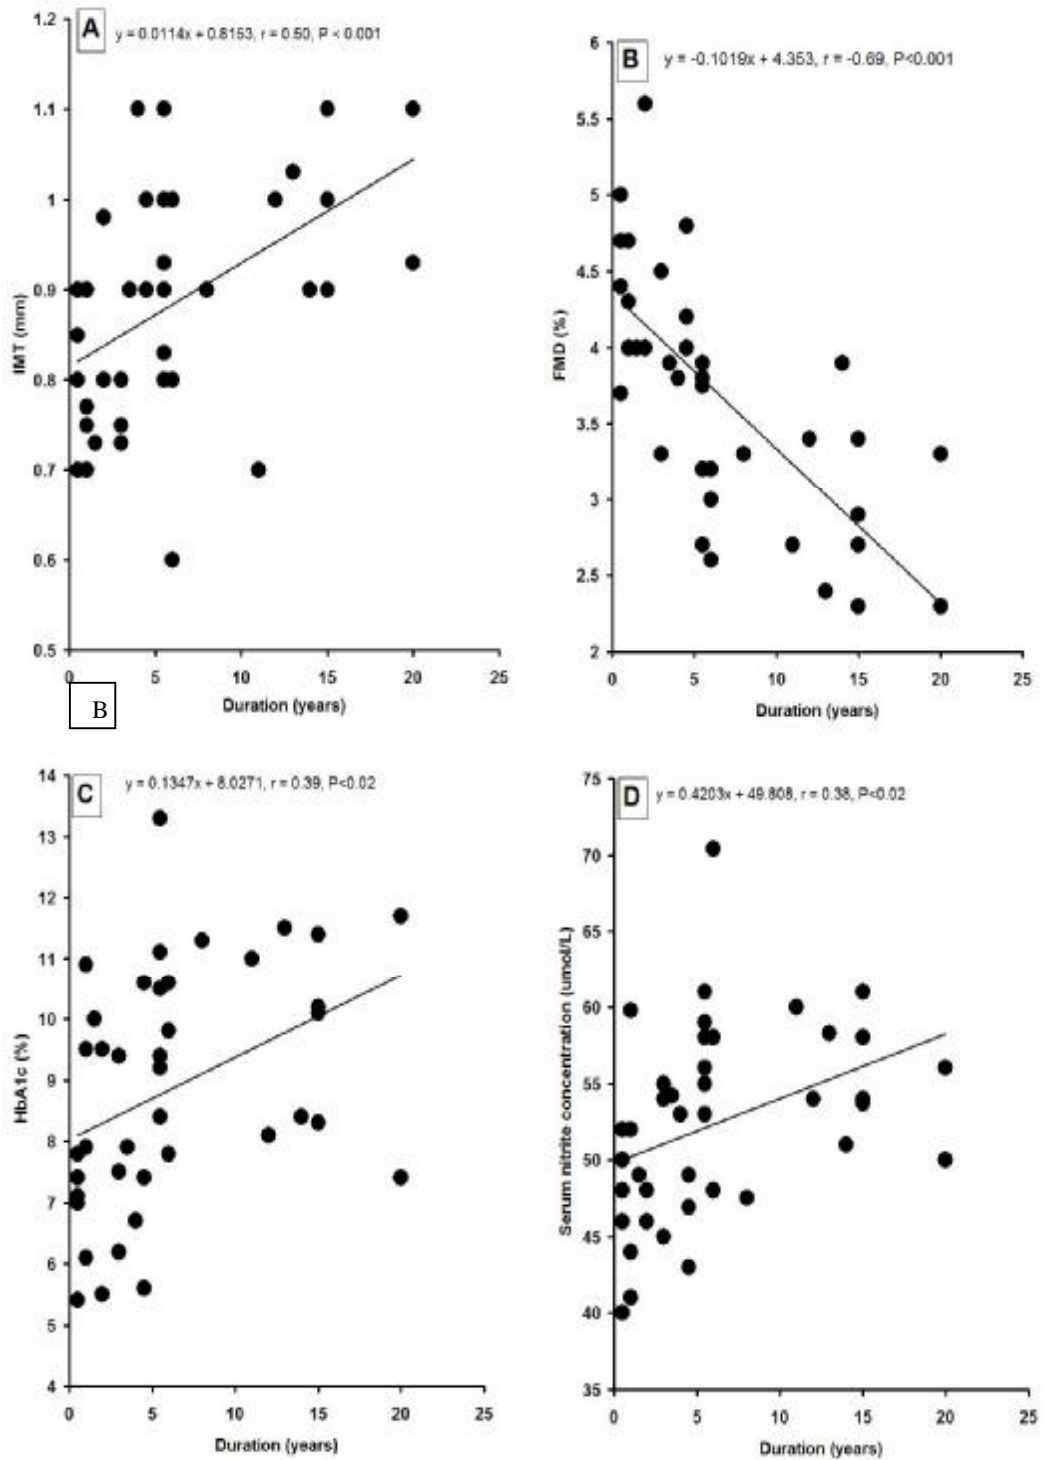 A y = 0.0114x + 0.8153, r = 0.50, P < 0.001
1.2
1.1
1
0.9
0.8
0.7
0.6
0.5
IMT (mm)
0 5 10 15 20 25
Duration (years)
B
B y = -0.1019x + 4.353, r = -0.69, P<0.001
6
5.5
5
4.5
4
3.5
3
2.5
2
FMD (%)
0 5 10 15 20 25
Duration (years)
C y = 0.1347x + 8.0271, r = 0.39, P<0.02
14
13
12
11
10
9
8
7
6
5
4
HbA1c (%)
0 5 10 15 20 25
Duration (years)
D y = 0.4203x + 49.808, r = 0.38, P<0.02
75
70
65
60
55
50
45
40
35
Serum nitrite concentration (umol/L)
0 5 10 15 20 25
Duration (years)